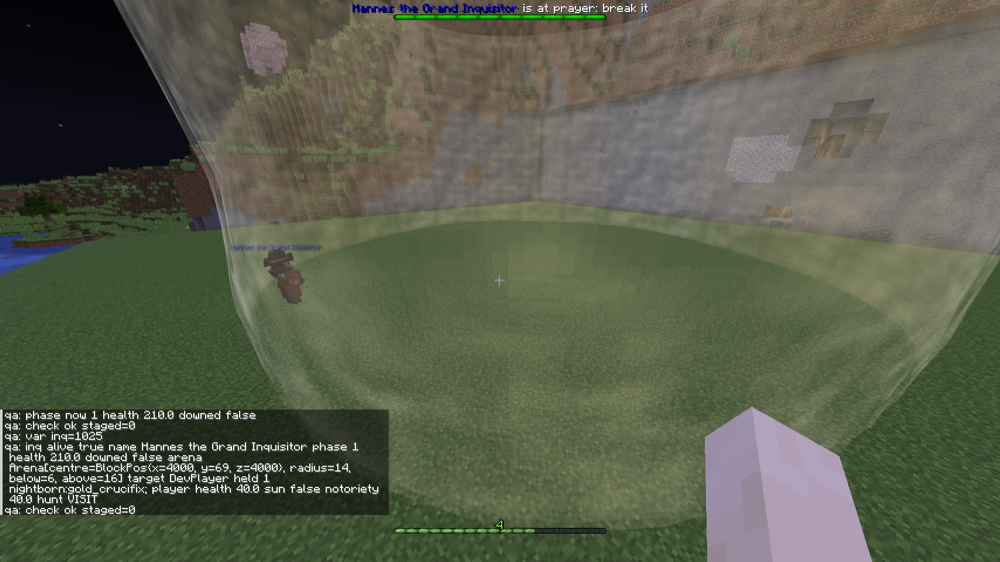 Hannes the Grand Inquisitor is at prayer: break it
Hannes the Grand Inquisitor
qa: phase now 1 health 210.0 downed false
qa: check ok staged=0
qa: var inq=1025
qa: inq alive true name Hannes the Grand Inquisitor phase 1
health 210.0 downed false arena
Arena[centre=BlockPos{x=4000, y=69, z=4000}, radius=14,
below=6, above=16] target DevPlayer held 1
nightborn:gold_crucifix; player health 40.0 sun false notoriety
40.0 hunt VISIT
qa: check ok staged=0
4